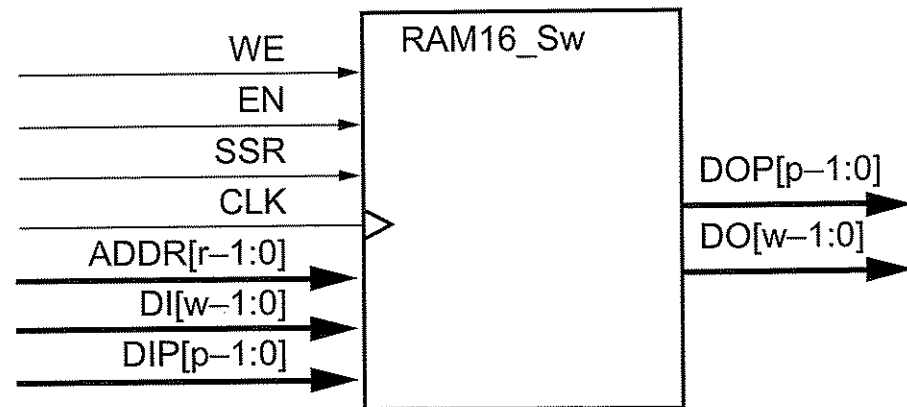 RAM16_Sw
WE
EN
SSR
CLK
ADDR[r–1:0]
DI[w–1:0]
DIP[p–1:0]
DOP[p–1:0]
DO[w–1:0]